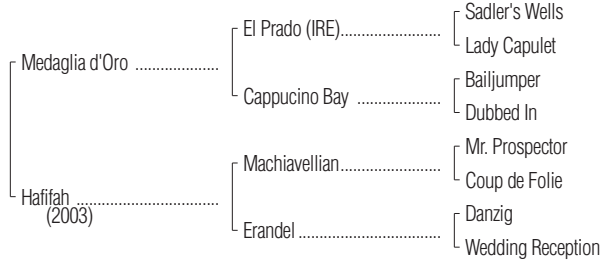 Sadler's Wells
El Prado (IRE)........................
Lady Capulet
Medaglia d'Oro ....................
Bailjumper
Cappucino Bay ....................
Dubbed In
Mr. Prospector
Machiavellian........................
Coup de Folie
Hafifah ..................................
(2003)
Danzig
Erandel ..................................
Wedding Reception